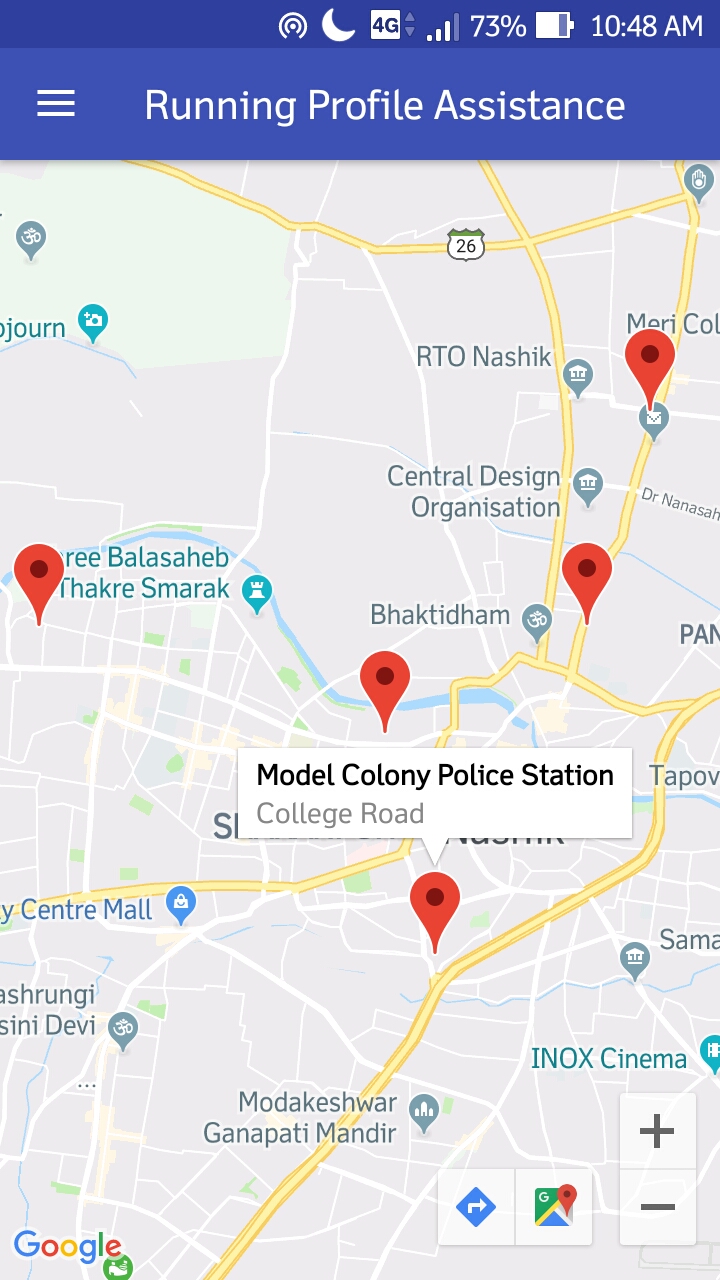 4G 73% 10:48 AM
Running Profile Assistance
26
ojourn
Meri Col
RTO Nashik
Central Design
Organisation
Dr Nanasah
ree Balasaheb
Thakre Smarak
Bhaktidham
PAN
Model Colony Police Station
College Road
Tapov
Nashik
y Centre Mall
Sama
ashrungi
sini Devi
...
INOX Cinema
Modakeshwar
Ganapati Mandir
G
Google